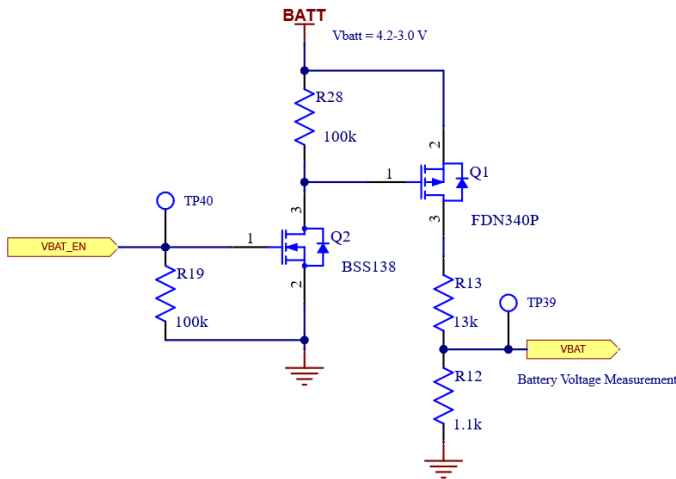 BATT
Vbatt = 4.2-3.0 V
R28
100k
2
1
Q1
3
FDN340P
TP40
3
VBAT_EN
1
Q2
BSS138
R19
2
100k
R13
13k
TP39
VBAT
R12
Battery Voltage Measurement
1.1k